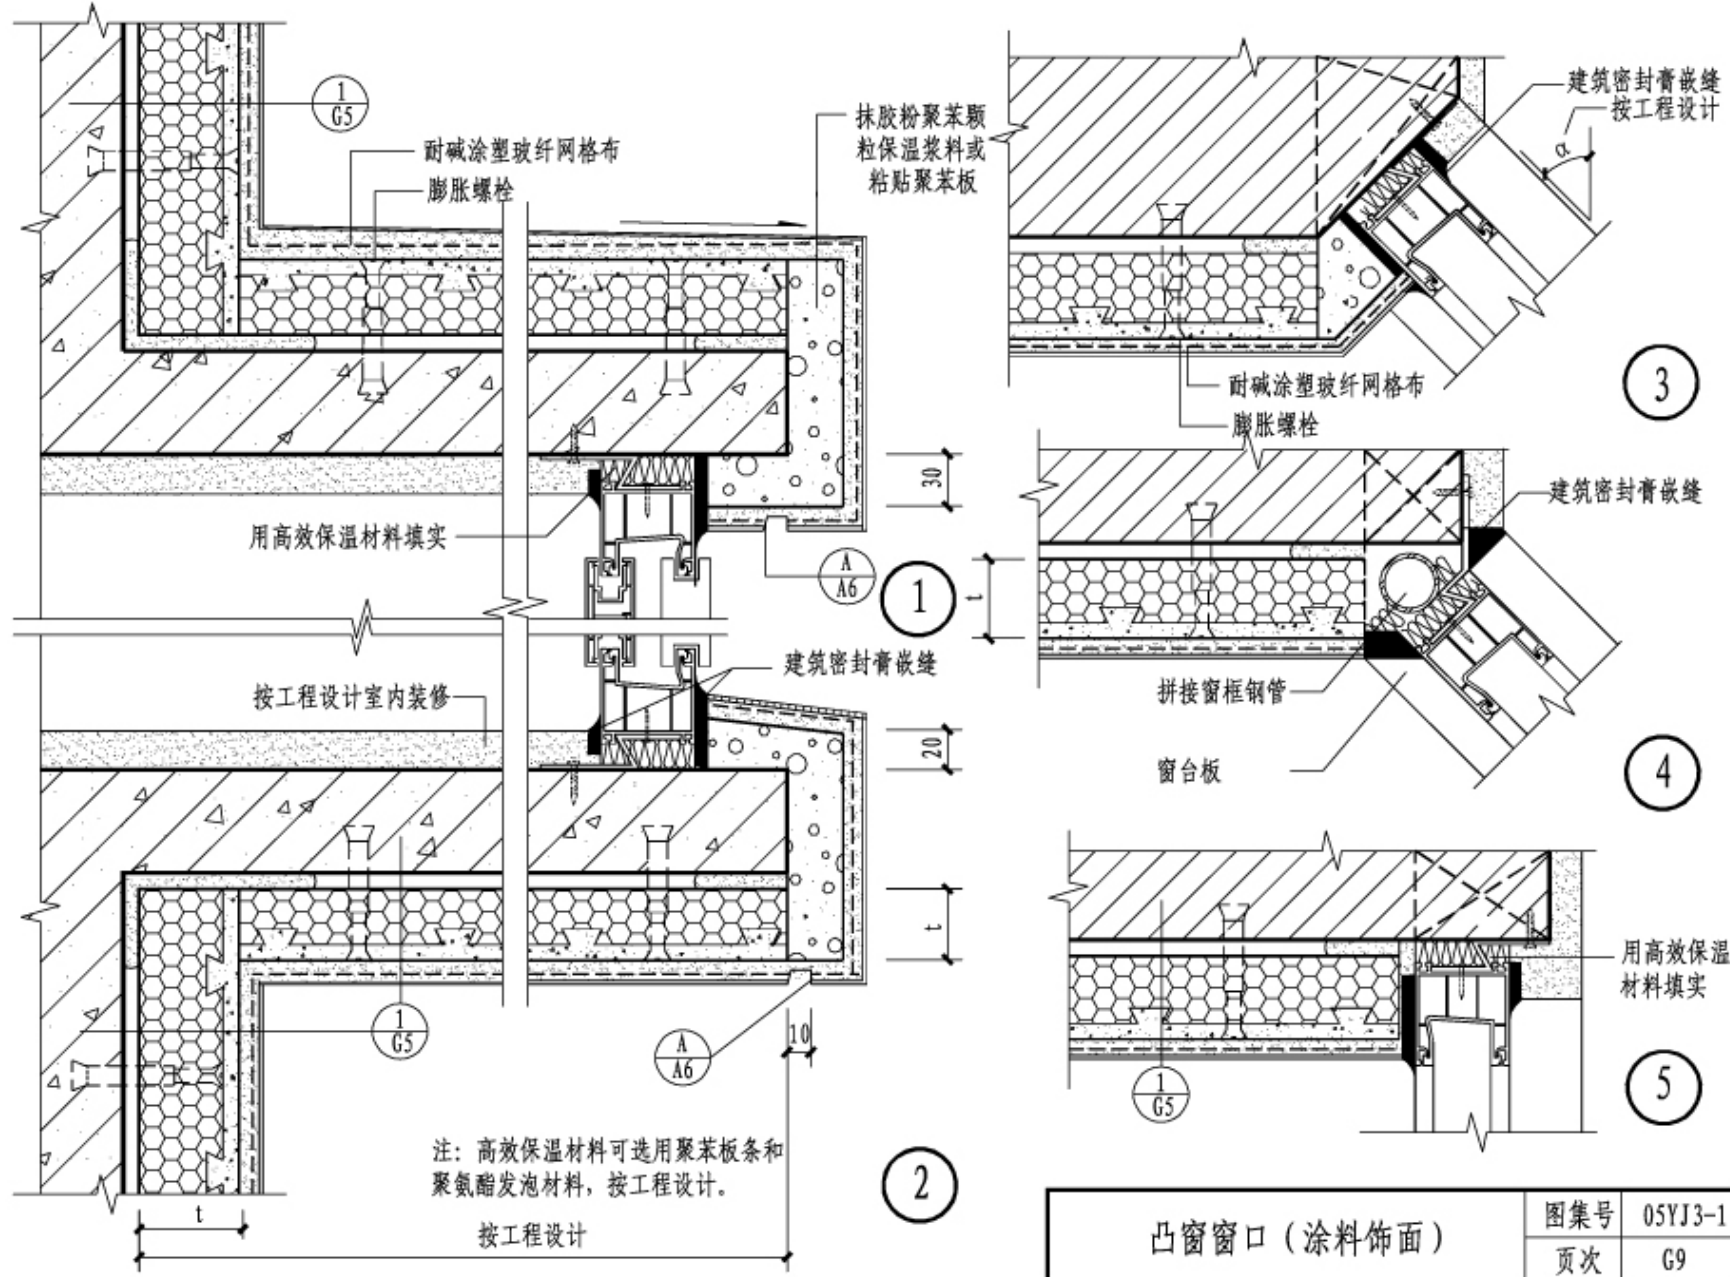 1
G5
耐碱涂塑玻纤网格布
膨胀螺栓
抹胶粉聚苯颗
粒保温浆料或
粘贴聚苯板
30
用高效保温材料填实
A
A6
1
建筑密封膏嵌缝
按工程设计室内装修
20
t
1
G5
A
A6
10
注：高效保温材料可选用聚苯板条和
聚氨酯发泡材料，按工程设计。
2
t
按工程设计
建筑密封膏嵌缝
按工程设计
α
耐碱涂塑玻纤网格布
膨胀螺栓
3
建筑密封膏嵌缝
t
拼接窗框钢管
窗台板
4
用高效保温
材料填实
1
G5
5
凸窗窗口（涂料饰面）
图集号 05YJ3-1
页次 G9